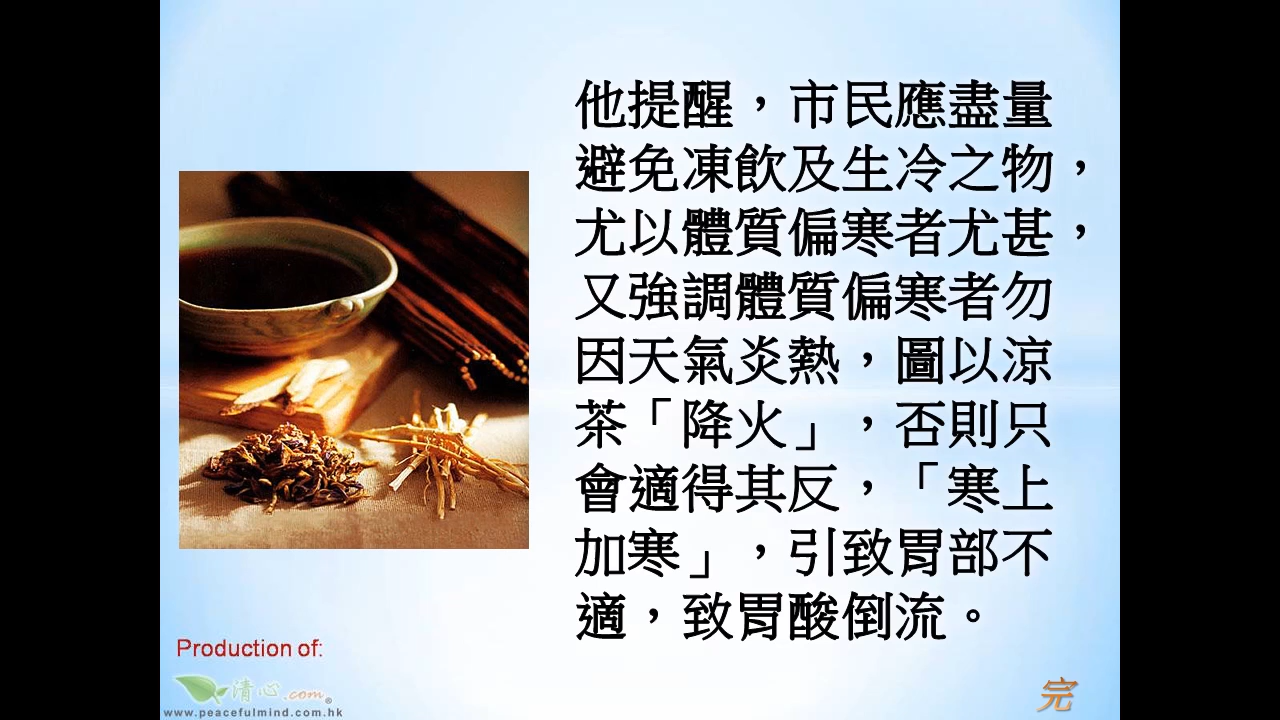 他提醒，市民應盡量
避免凍飲及生冷之物，
尤以體質偏寒者尤甚，
又強調體質偏寒者勿
因天氣炎熱，圖以涼
茶「降火」，否則只
會適得其反，「寒上
加寒」，引致胃部不
適，致胃酸倒流。
Production of:
清心.com®
www.peacefulmind.com.hk
完